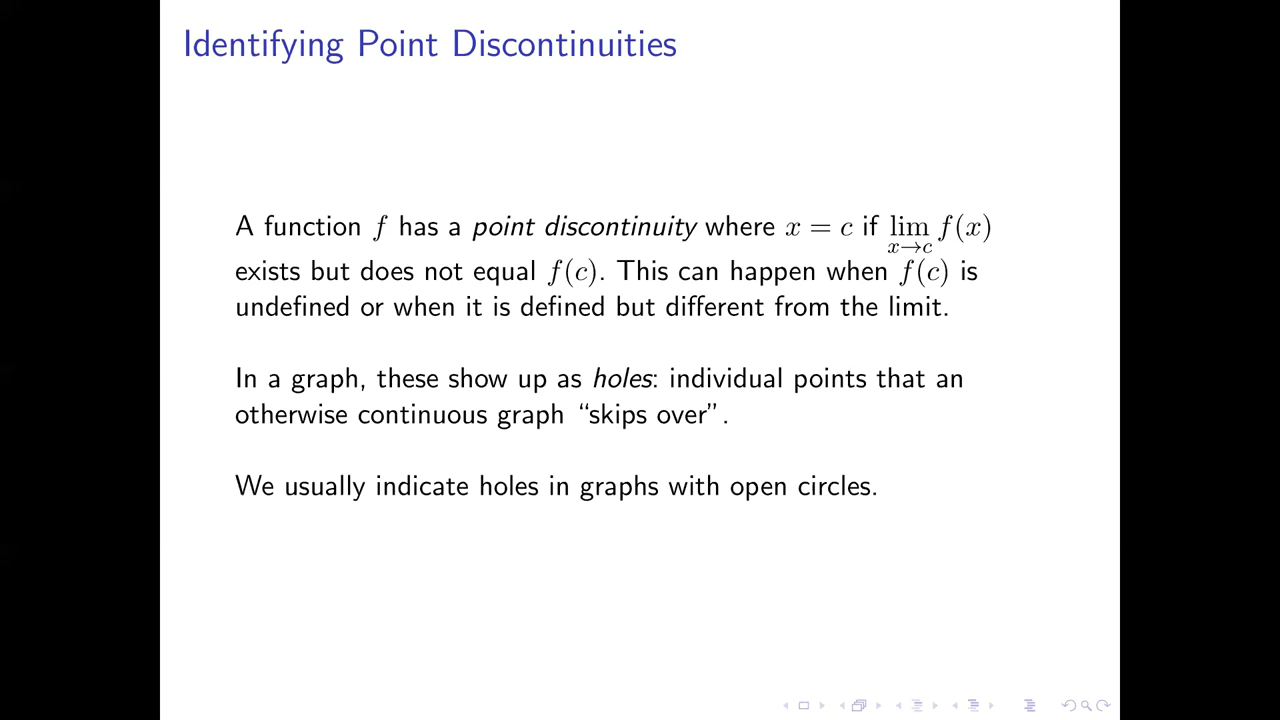 Identifying Point Discontinuities
A function f has a point discontinuity where x = c if lim f(x)
x→c
exists but does not equal f(c). This can happen when f(c) is
undefined or when it is defined but different from the limit.
In a graph, these show up as holes: individual points that an
otherwise continuous graph “skips over”.
We usually indicate holes in graphs with open circles.